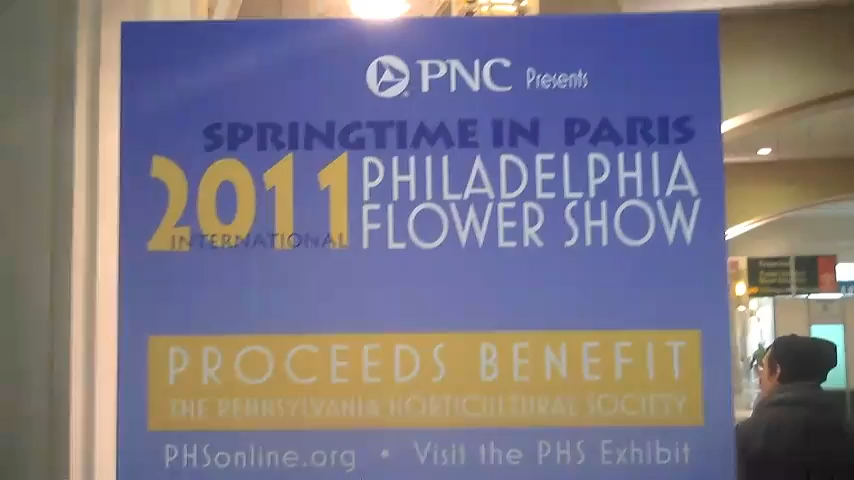 PNC Presents
SPRINGTIME IN PARIS
2011 PHILADELPHIA
INTERNATIONAL FLOWER SHOW
PROCEEDS BENEFIT
THE PENNSYLVANIA HORTICULTURAL SOCIETY
PHSonline.org • Visit the PHS Exhibit